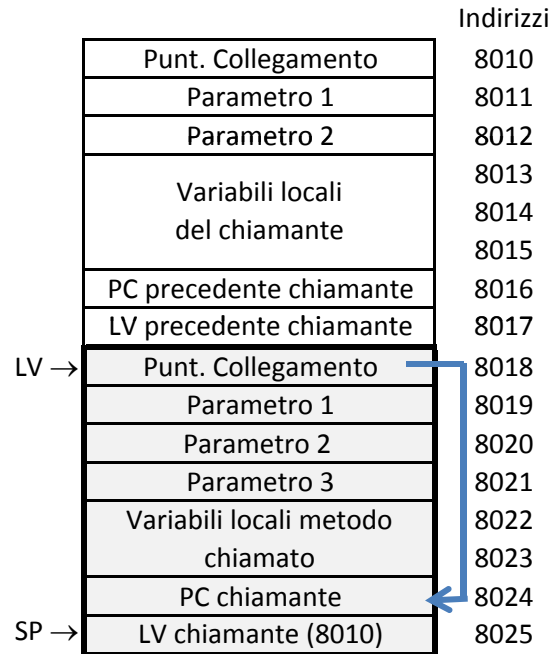 Indirizzi
Punt. Collegamento 8010
Parametro 1 8011
Parametro 2 8012
8013
Variabili locali
8014
del chiamante
8015
PC precedente chiamante 8016
LV precedente chiamante 8017
LV → Punt. Collegamento 8018
Parametro 1 8019
Parametro 2 8020
Parametro 3 8021
Variabili locali metodo 8022
chiamato 8023
PC chiamante 8024
SP → LV chiamante (8010) 8025